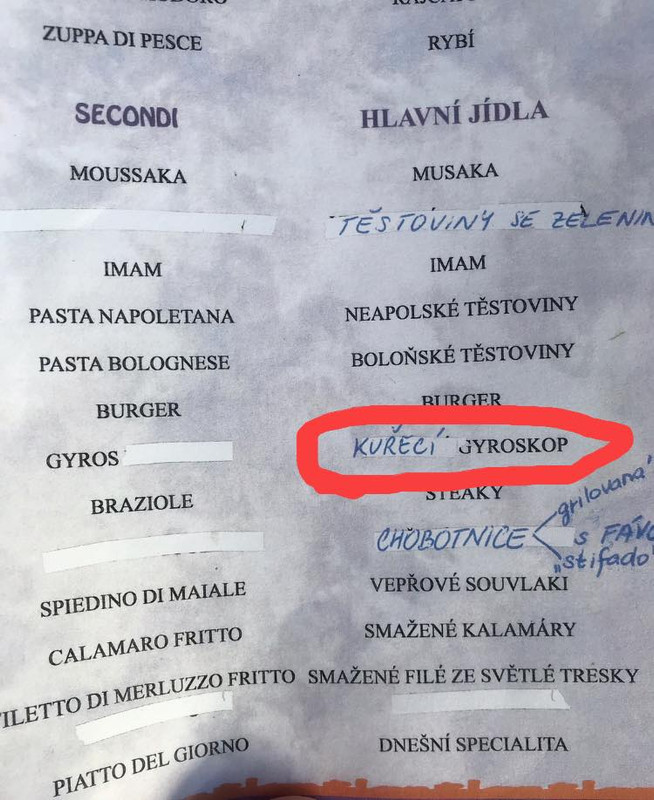 ZUPPA DI PESCE RYBÍ
SECONDI HLAVNÍ JÍDLA
MOUSSAKA MUSAKA
TĚSTOVINY SE
IMAM IMAM
PASTA NAPOLETANA NEAPOLSKÉ TĚSTOVINY
PASTA BOLOGNESE BOLOŇSKÉ TĚSTOVINY
BURGER BURGER
GYROS KUŘECÍ GYROSKOP
BRAZIOLE STEAKY
grilovaná
CHOBOTNICE s
"stifado"
SPIEDINO DI MAIALE VEPŘOVÉ SOUVLAKI
CALAMARO FRITTO SMAŽENÉ KALAMÁRY
DI MERLUZZO FRITTO SMAŽENÉ FILÉ ZE SVĚTLÉ TRESKY
PIATTO DEL GIORNO DNEŠNÍ SPECIALITA